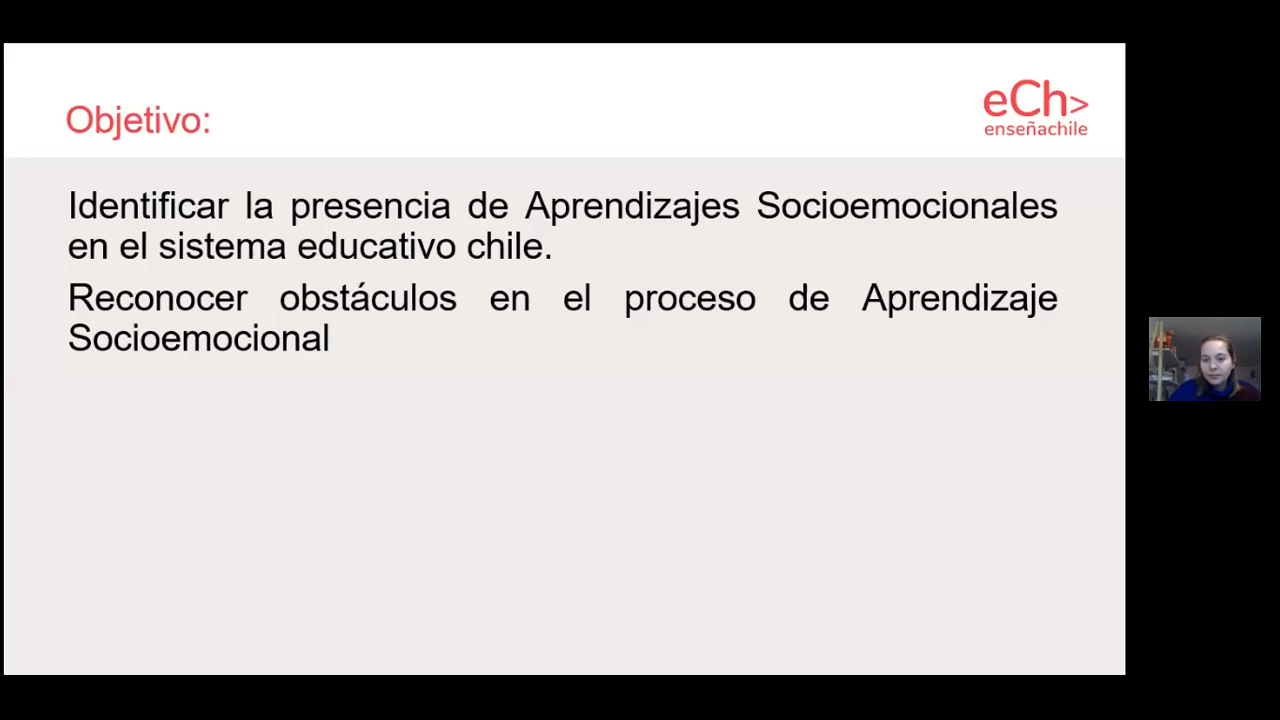 Objetivo:
eCh>
enseñachile
Identificar la presencia de Aprendizajes Socioemocionales
en el sistema educativo chile.
Reconocer obstáculos en el proceso de Aprendizaje
Socioemocional